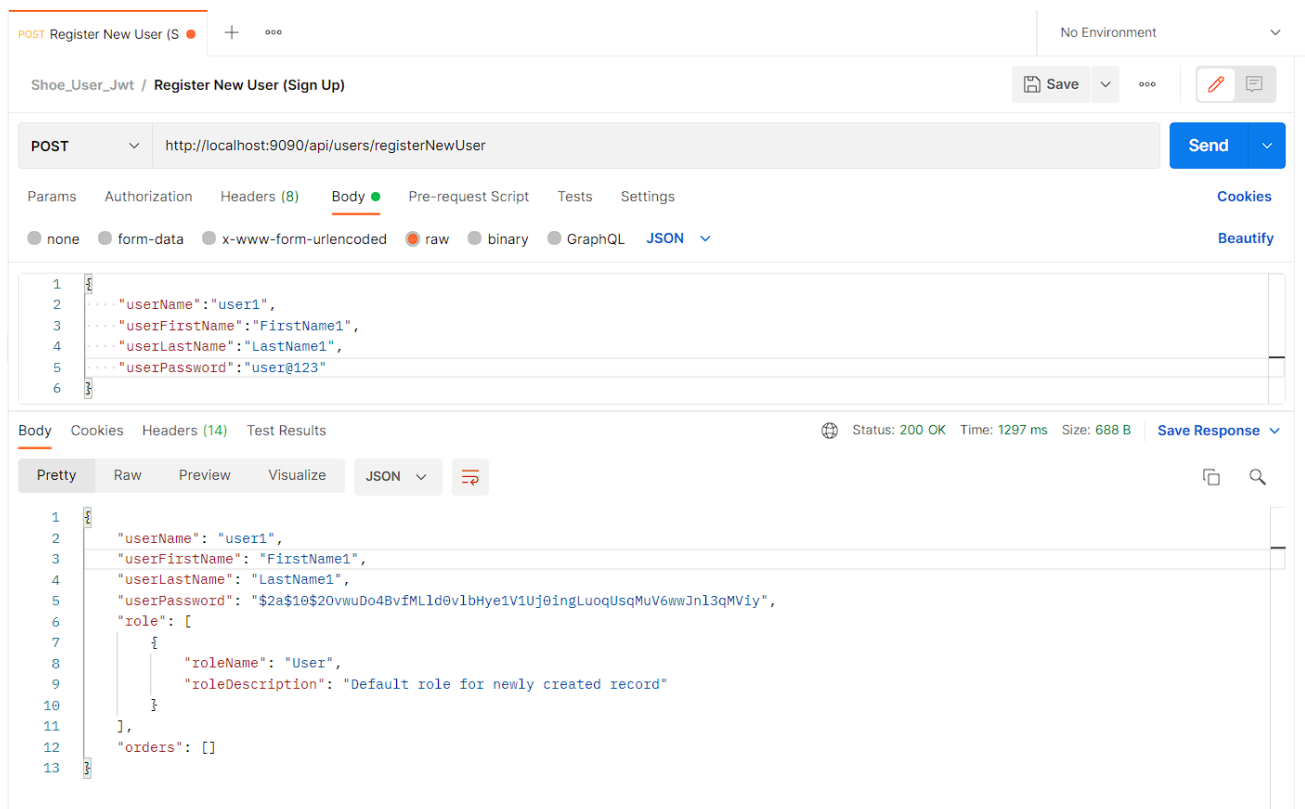 POST Register New User (S
No Environment
Shoe_User_Jwt / Register New User (Sign Up)
Save
POST
http://localhost:9090/api/users/registerNewUser
Send
Params Authorization Headers (8) Body Pre-request Script Tests Settings Cookies
none form-data x-www-form-urlencoded raw binary GraphQL JSON Beautify
1 {
2 "userName":"user1",
3 "userFirstName":"FirstName1",
4 "userLastName":"LastName1",
5 "userPassword":"user@123"
6 }
Body Cookies Headers (14) Test Results Status: 200 OK Time: 1297 ms Size: 688 B Save Response
Pretty Raw Preview Visualize JSON
1 {
2 "userName": "user1",
3 "userFirstName": "FirstName1",
4 "userLastName": "LastName1",
5 "userPassword": "$2a$10$2OvwuDo4BvfMLld0vlbHye1V1Uj0ingLuoqUsqMuV6wwJnl3qMViy",
6 "role": [
7 {
8 "roleName": "User",
9 "roleDescription": "Default role for newly created record"
10 }
11 ],
12 "orders": []
13 }